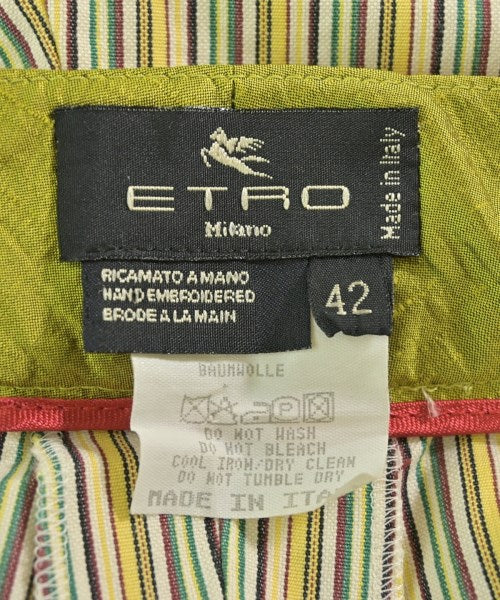 ETRO
Milano
Made in Italy
RICAMATO A MANO
HAND EMBROIDERED
BRODE A LA MAIN
42
BAUMWOLLE
P
DO NOT WASH
DO NOT BLEACH
COOL IRON/DRY CLEAN
DO NOT TUMBLE DRY
MADE IN ITA